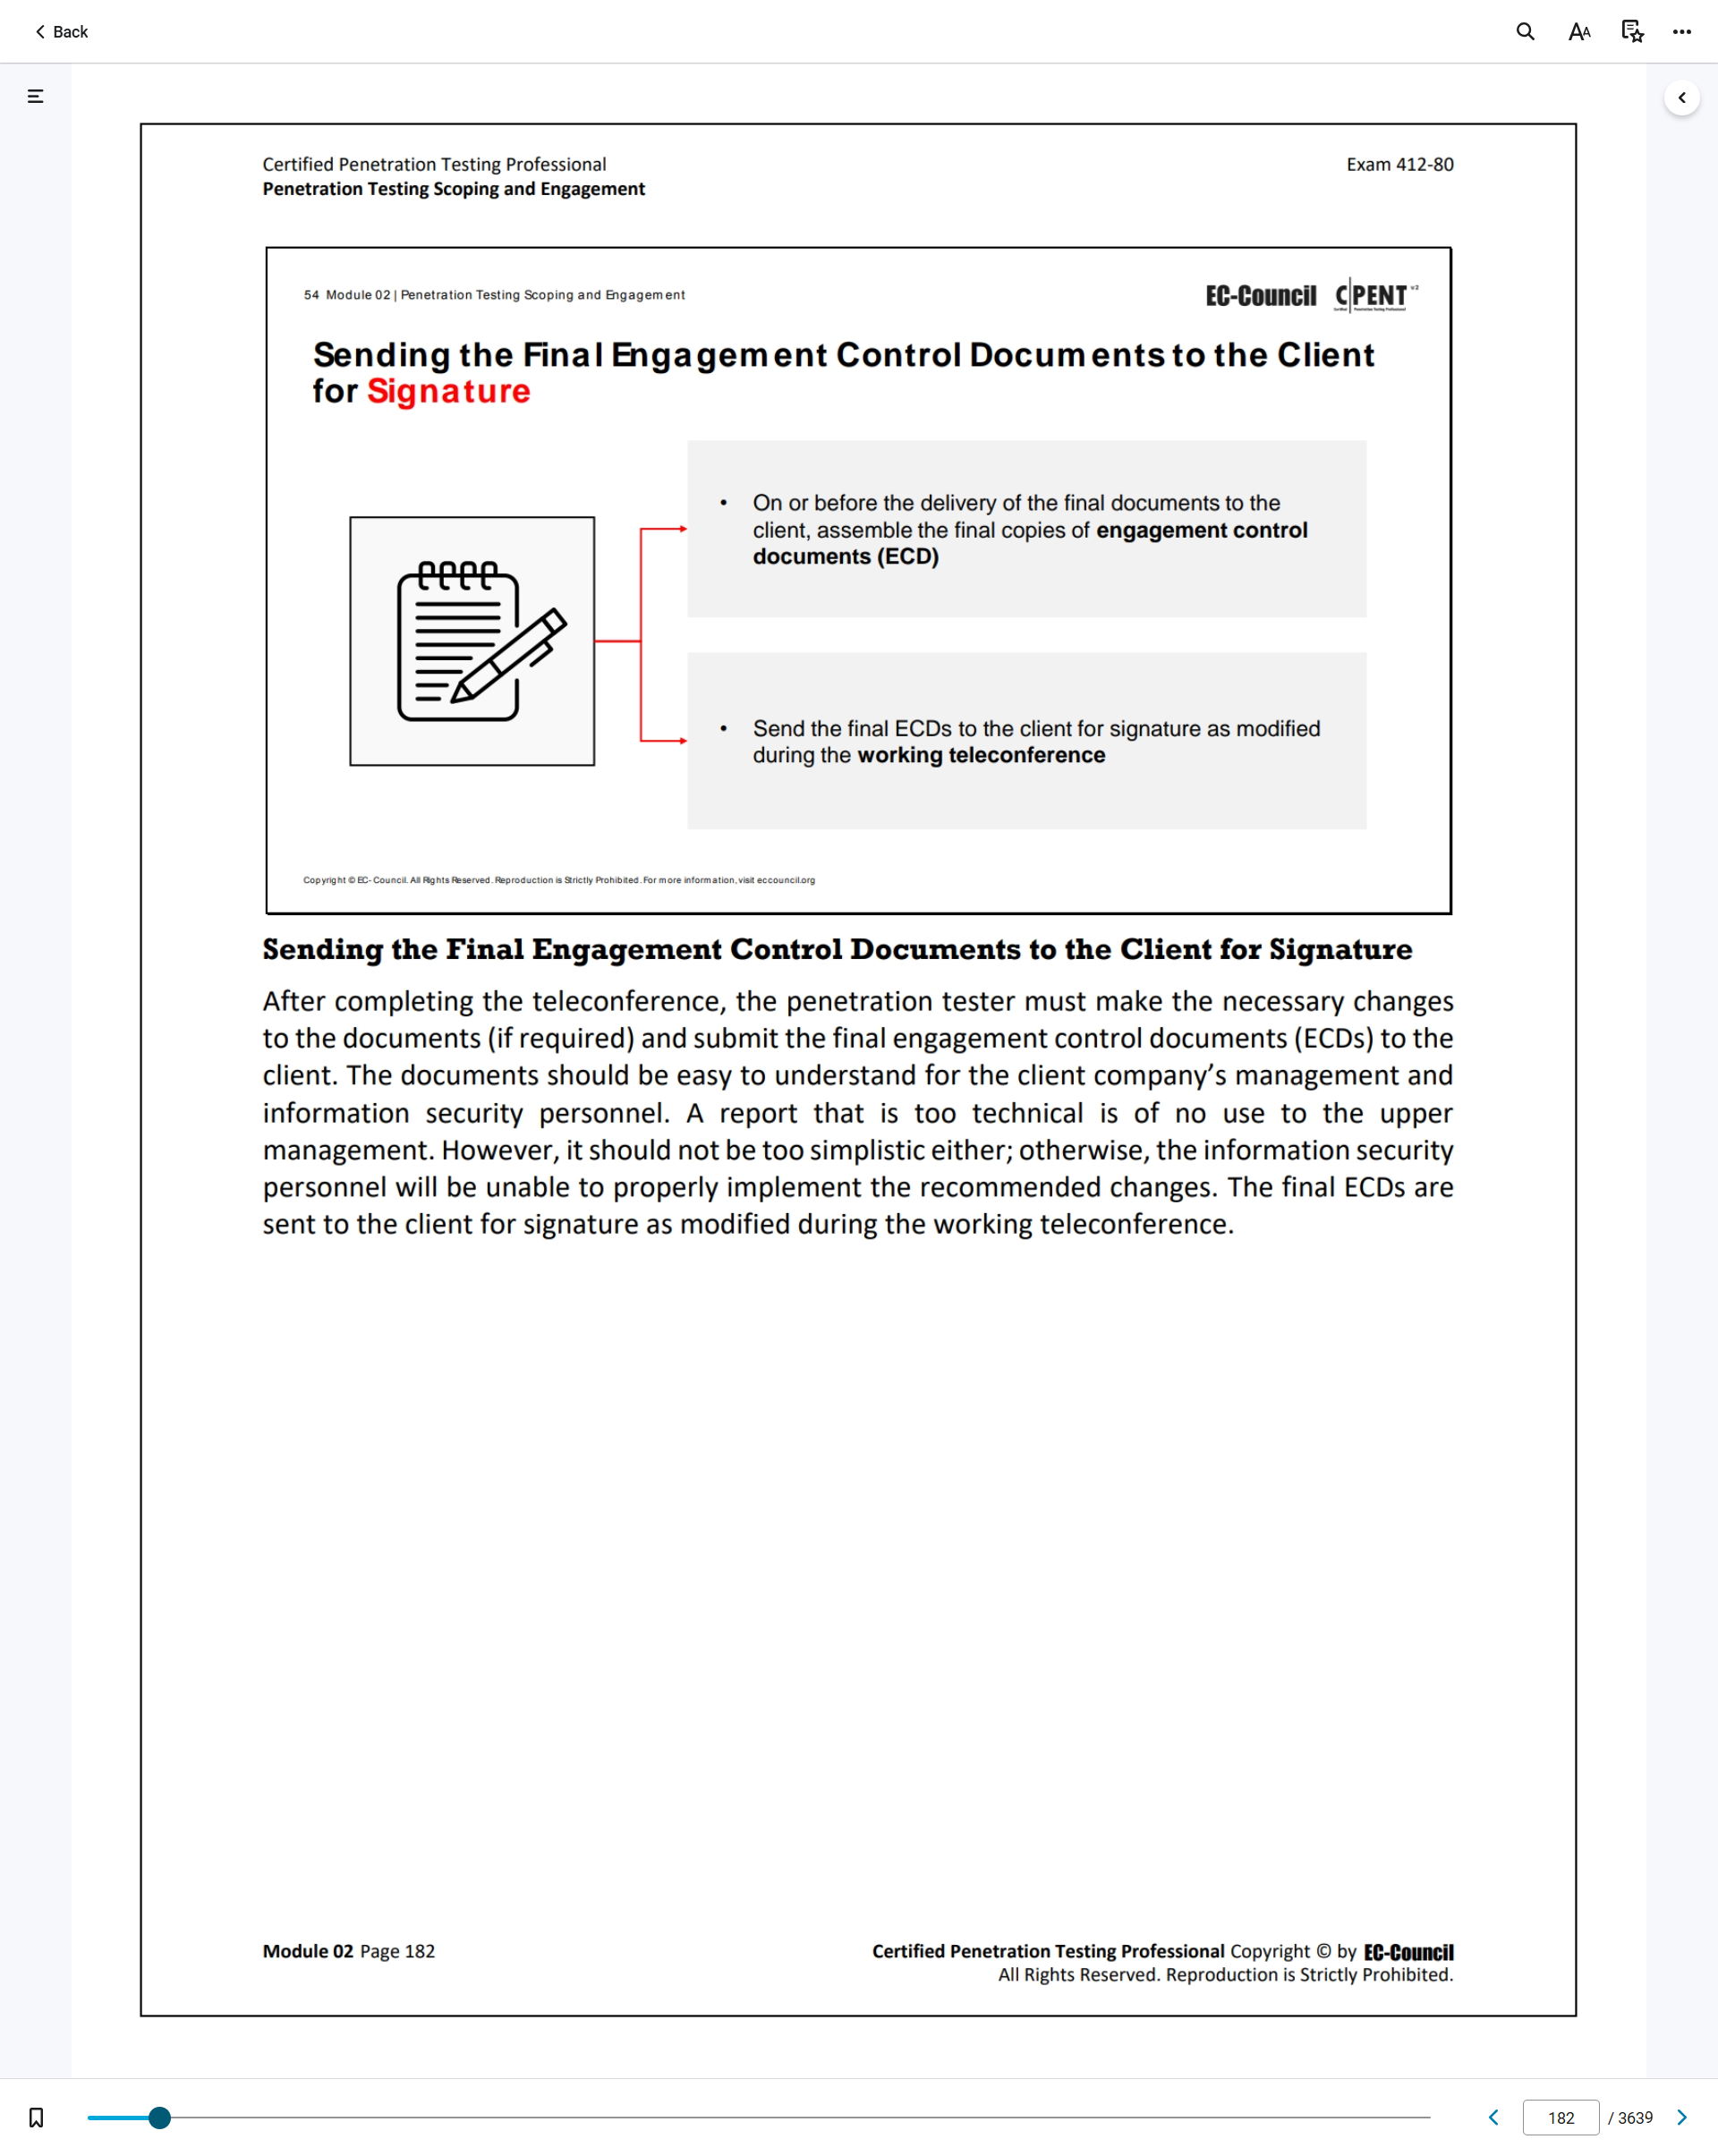 Back
Certified Penetration Testing Professional
Exam 412-80
Penetration Testing Scoping and Engagement
54 Module 02 | Penetration Testing Scoping and Engagement
EC-Council CPENT v2
Sending the Final Engagement Control Documents to the Client
for Signature
• On or before the delivery of the final documents to the
client, assemble the final copies of engagement control
documents (ECD)
• Send the final ECDs to the client for signature as modified
during the working teleconference
Copyright © EC-Council. All Rights Reserved. Reproduction is Strictly Prohibited. For more information, visit eccouncil.org
Sending the Final Engagement Control Documents to the Client for Signature
After completing the teleconference, the penetration tester must make the necessary changes
to the documents (if required) and submit the final engagement control documents (ECDs) to the
client. The documents should be easy to understand for the client company’s management and
information security personnel. A report that is too technical is of no use to the upper
management. However, it should not be too simplistic either; otherwise, the information security
personnel will be unable to properly implement the recommended changes. The final ECDs are
sent to the client for signature as modified during the working teleconference.
Module 02 Page 182
Certified Penetration Testing Professional Copyright © by EC-Council
All Rights Reserved. Reproduction is Strictly Prohibited.
182 / 3639